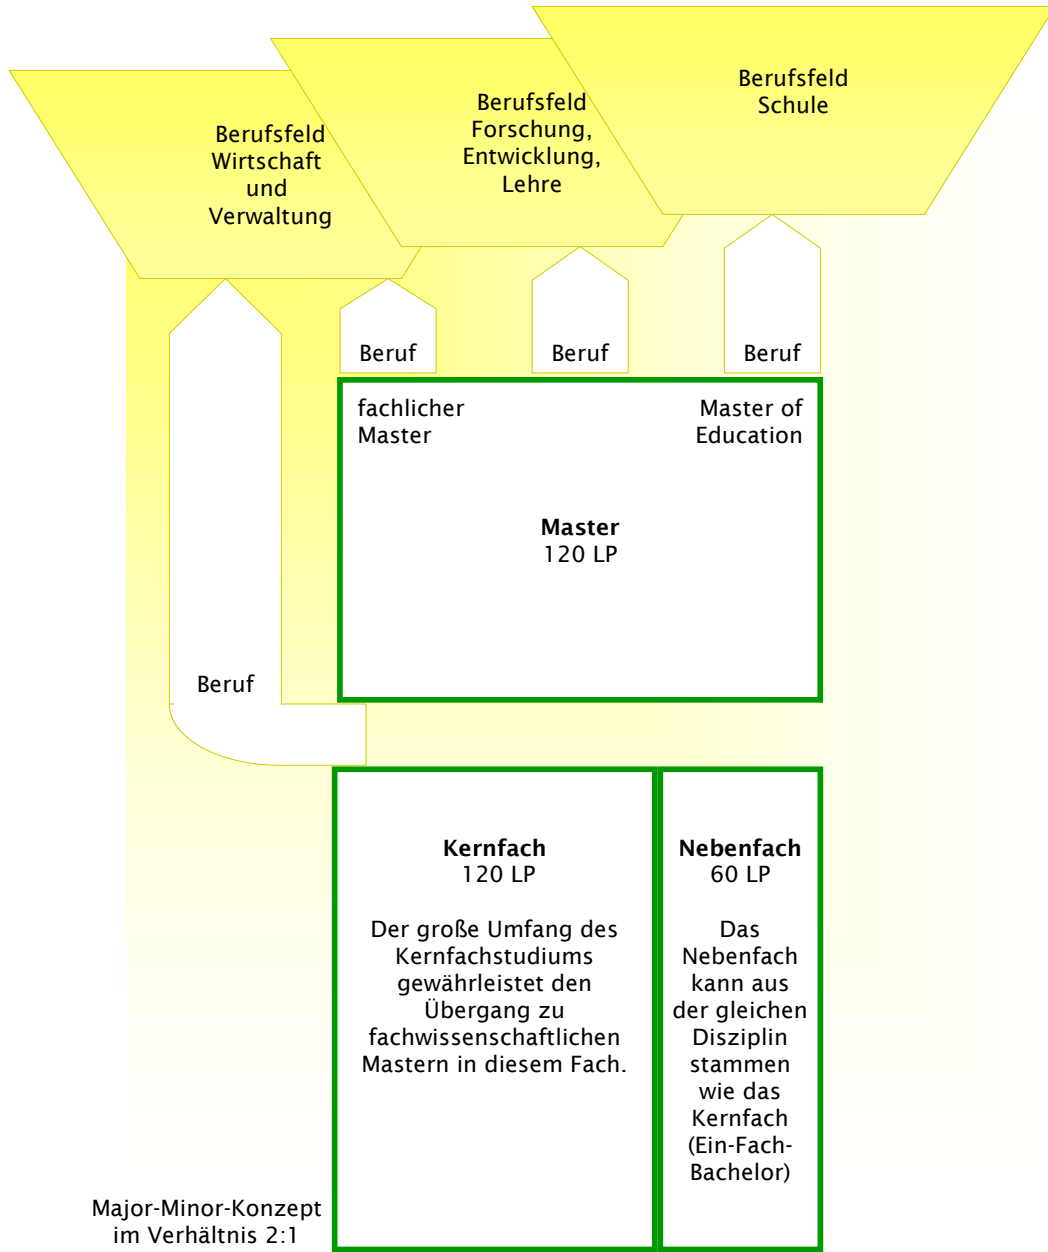 Berufsfeld
Wirtschaft
und
Verwaltung
Berufsfeld
Forschung,
Entwicklung,
Lehre
Berufsfeld
Schule
Beruf
Beruf
Beruf
fachlicher
Master
Master of
Education
Master
120 LP
Beruf
Kernfach
120 LP
Der große Umfang des
Kernfachstudiums
gewährleistet den
Übergang zu
fachwissenschaftlichen
Mastern in diesem Fach.
Nebenfach
60 LP
Das
Nebenfach
kann aus
der gleichen
Disziplin
stammen
wie das
Kernfach
(Ein-Fach-
Bachelor)
Major-Minor-Konzept
im Verhältnis 2:1